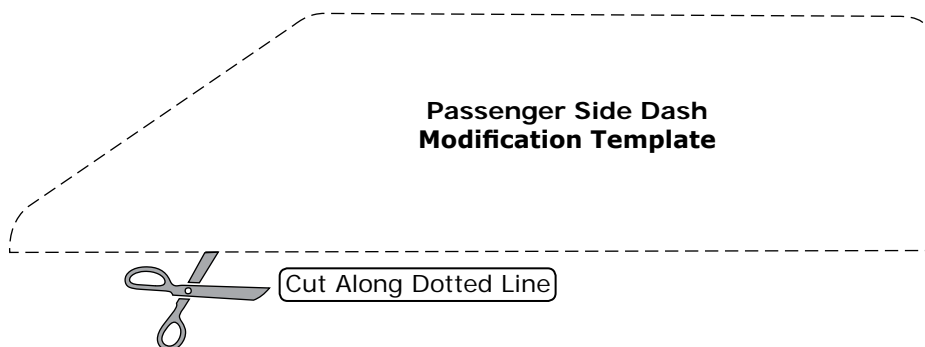 Passenger Side Dash
Modification Template
Cut Along Dotted Line